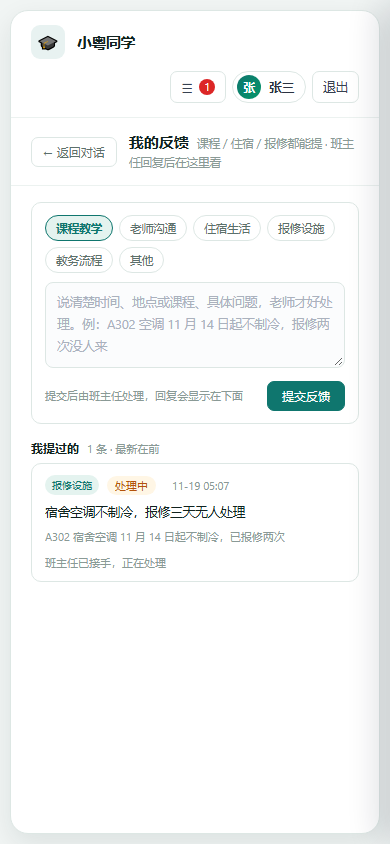 小粤同学
☰ 1 张 张三 退出
← 返回对话
我的反馈 课程 / 住宿 / 报修都能提 · 班主
任回复后在这里看
课程教学 老师沟通 住宿生活 报修设施
教务流程 其他
说清楚时间、地点或课程、具体问题，老师才好处
理。例：A302 空调 11 月 14 日起不制冷，报修两
次没人来
提交后由班主任处理，回复会显示在下面 提交反馈
我提过的 1 条 · 最新在前
报修设施 处理中 11-19 05:07
宿舍空调不制冷，报修三天无人处理
A302 宿舍空调 11 月 14 日起不制冷，已报修两次
班主任已接手，正在处理